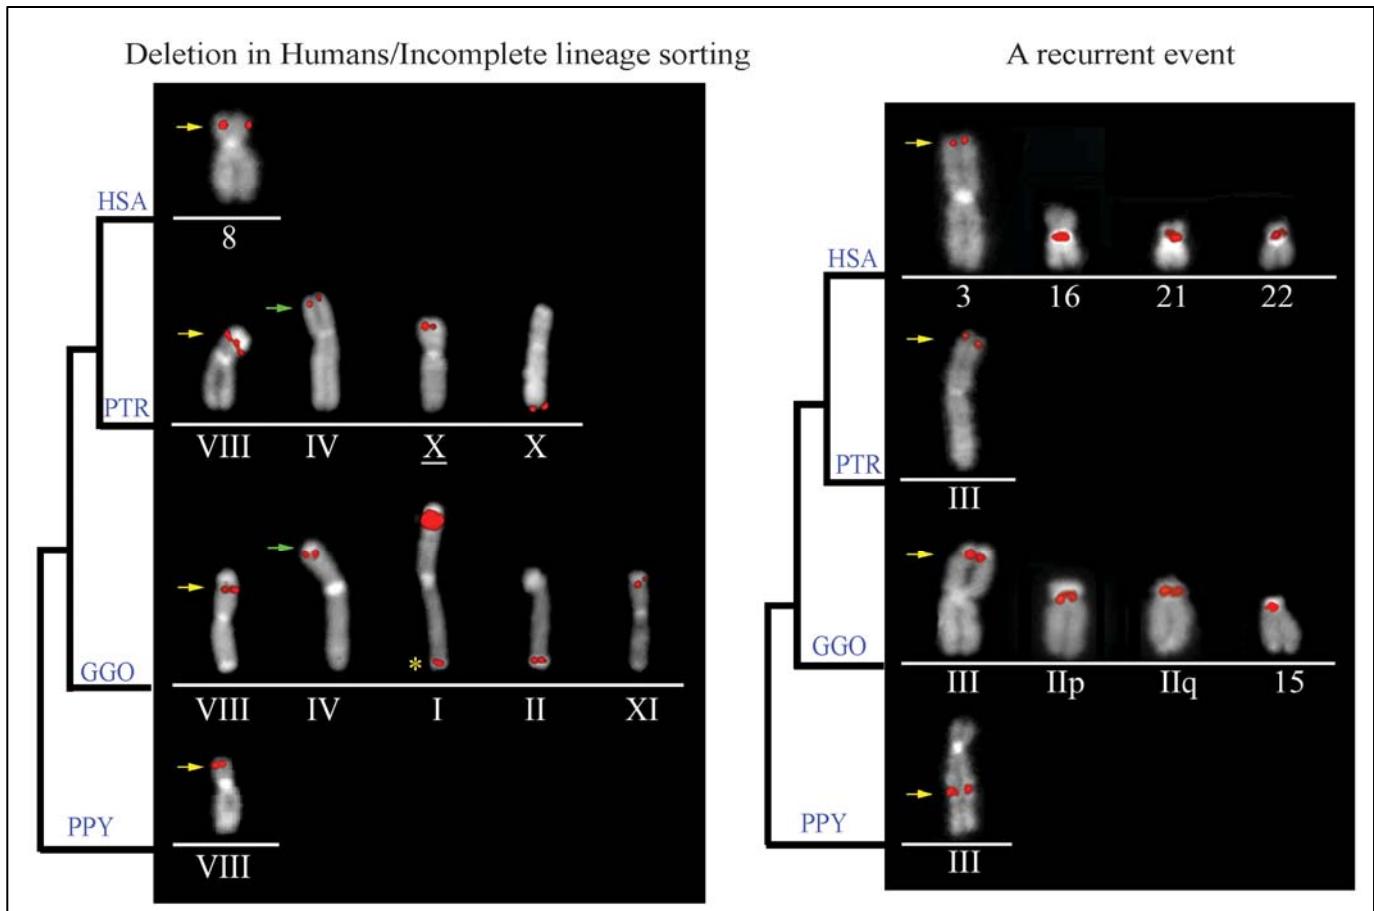 Deletion in Humans/Incomplete lineage sorting
HSA
8
PTR
VIII IV X X
*
GGO
VIII IV I II XI
PPY
VIII
A recurrent event
HSA
3 16 21 22
PTR
III
GGO
III IIp IIq 15
PPY
III